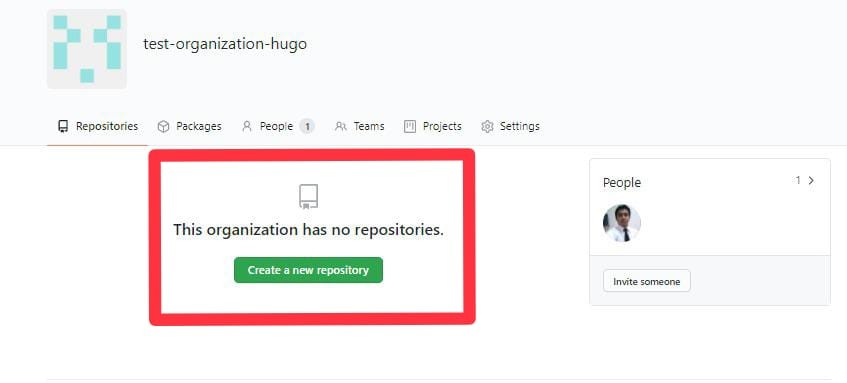 test-organization-hugo
Repositories Packages People 1 Teams Projects Settings
This organization has no repositories.
Create a new repository
People 1
Invite someone